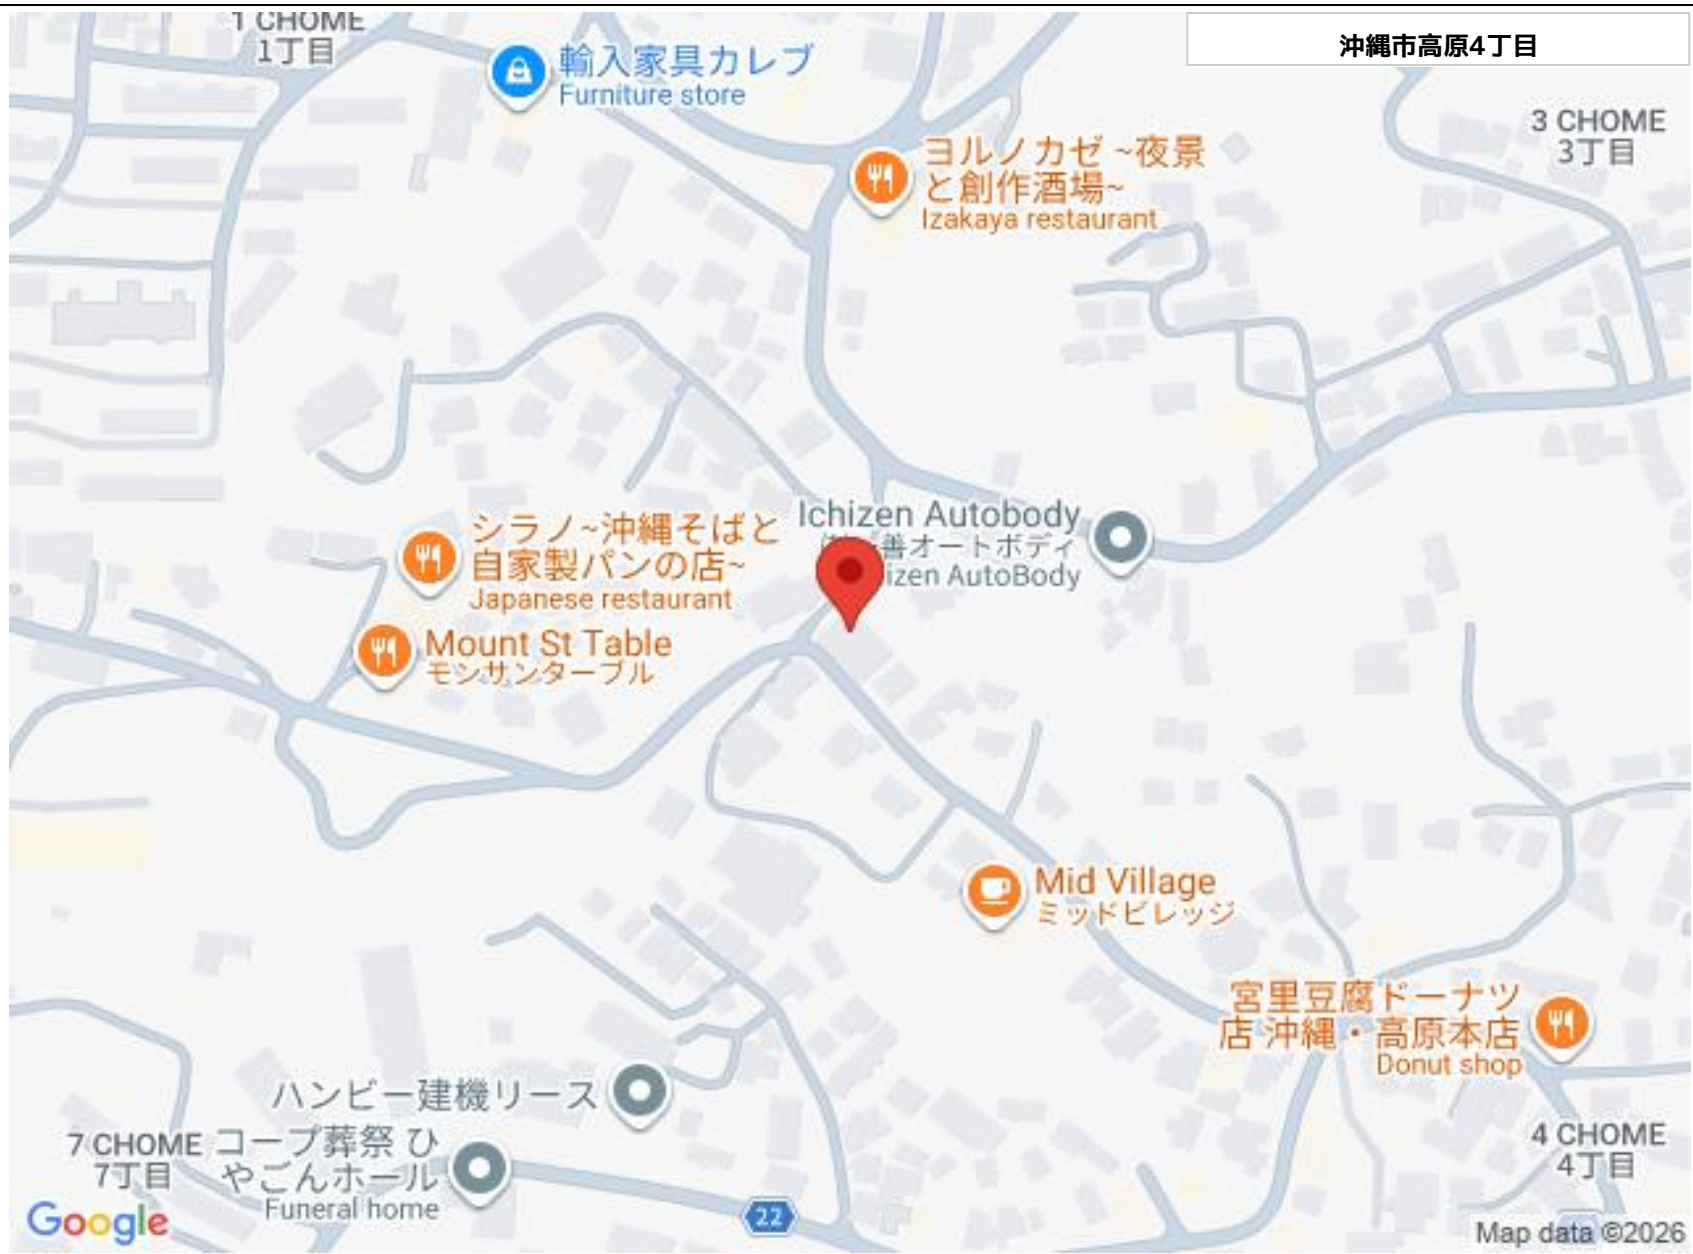 1 CHOME
1丁目
沖縄市高原4丁目
輸入家具カレブ
Furniture store
3 CHOME
3丁目
ヨルノカゼ ~夜景
と創作酒場~
Izakaya restaurant
シラノ~沖縄そばと
自家製パンの店~
Japanese restaurant
Ichizen Autobody
善オートボディ
izen AutoBody
Mount St Table
モンサンターブル
Mid Village
ミッドビレッジ
宮里豆腐ドーナツ
店 沖縄・高原本店
Donut shop
ハンビー建機リース
7 CHOME
7丁目
コープ葬祭 ひ
やごんホール
Funeral home
4 CHOME
4丁目
22
Google
Map data ©2026